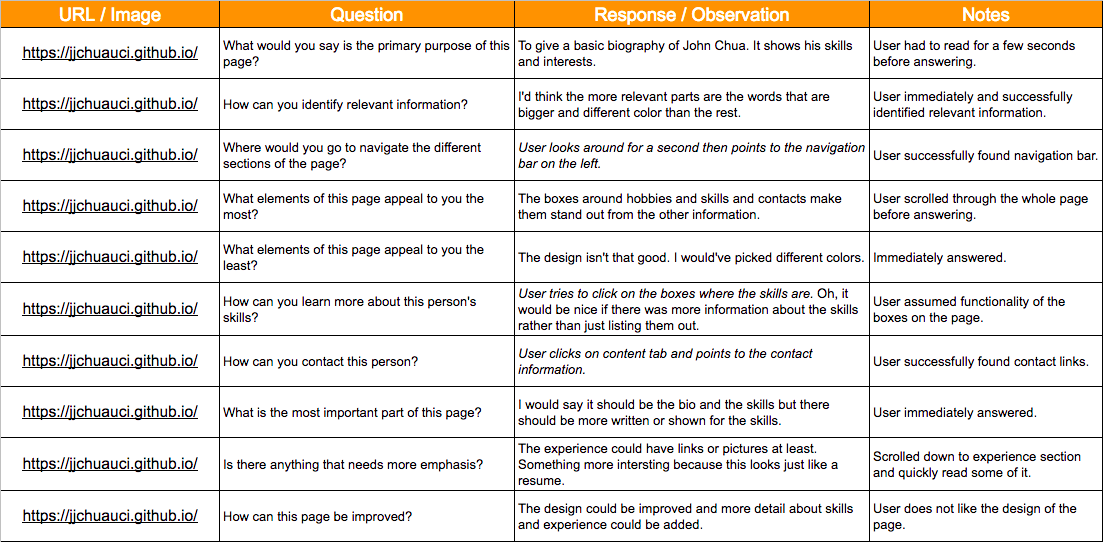 URL / Image Question Response / Observation Notes
https://jjchuauci.github.io/
What would you say is the primary purpose of this
page?
To give a basic biography of John Chua. It shows his skills
and interests.
User had to read for a few seconds
before answering.
https://jjchuauci.github.io/
How can you identify relevant information?
I'd think the more relevant parts are the words that are
bigger and different color than the rest.
User immediately and successfully
identified relevant information.
https://jjchuauci.github.io/
Where would you go to navigate the different
sections of the page?
User looks around for a second then points to the navigation
bar on the left.
User successfully found navigation bar.
https://jjchuauci.github.io/
What elements of this page appeal to you the
most?
The boxes around hobbies and skills and contacts make
them stand out from the other information.
User scrolled through the whole page
before answering.
https://jjchuauci.github.io/
What elements of this page appeal to you the
least?
The design isn't that good. I would've picked different colors.
Immediately answered.
https://jjchuauci.github.io/
How can you learn more about this person's
skills?
User tries to click on the boxes where the skills are. Oh, it
would be nice if there was more information about the skills
rather than just listing them out.
User assumed functionality of the
boxes on the page.
https://jjchuauci.github.io/
How can you contact this person?
User clicks on content tab and points to the contact
information.
User successfully found contact links.
https://jjchuauci.github.io/
What is the most important part of this page?
I would say it should be the bio and the skills but there
should be more written or shown for the skills.
User immediately answered.
https://jjchuauci.github.io/
Is there anything that needs more emphasis?
The experience could have links or pictures at least.
Something more intersting because this looks just like a
resume.
Scrolled down to experience section
and quickly read some of it.
https://jjchuauci.github.io/
How can this page be improved?
The design could be improved and more detail about skills
and experience could be added.
User does not like the design of the
page.